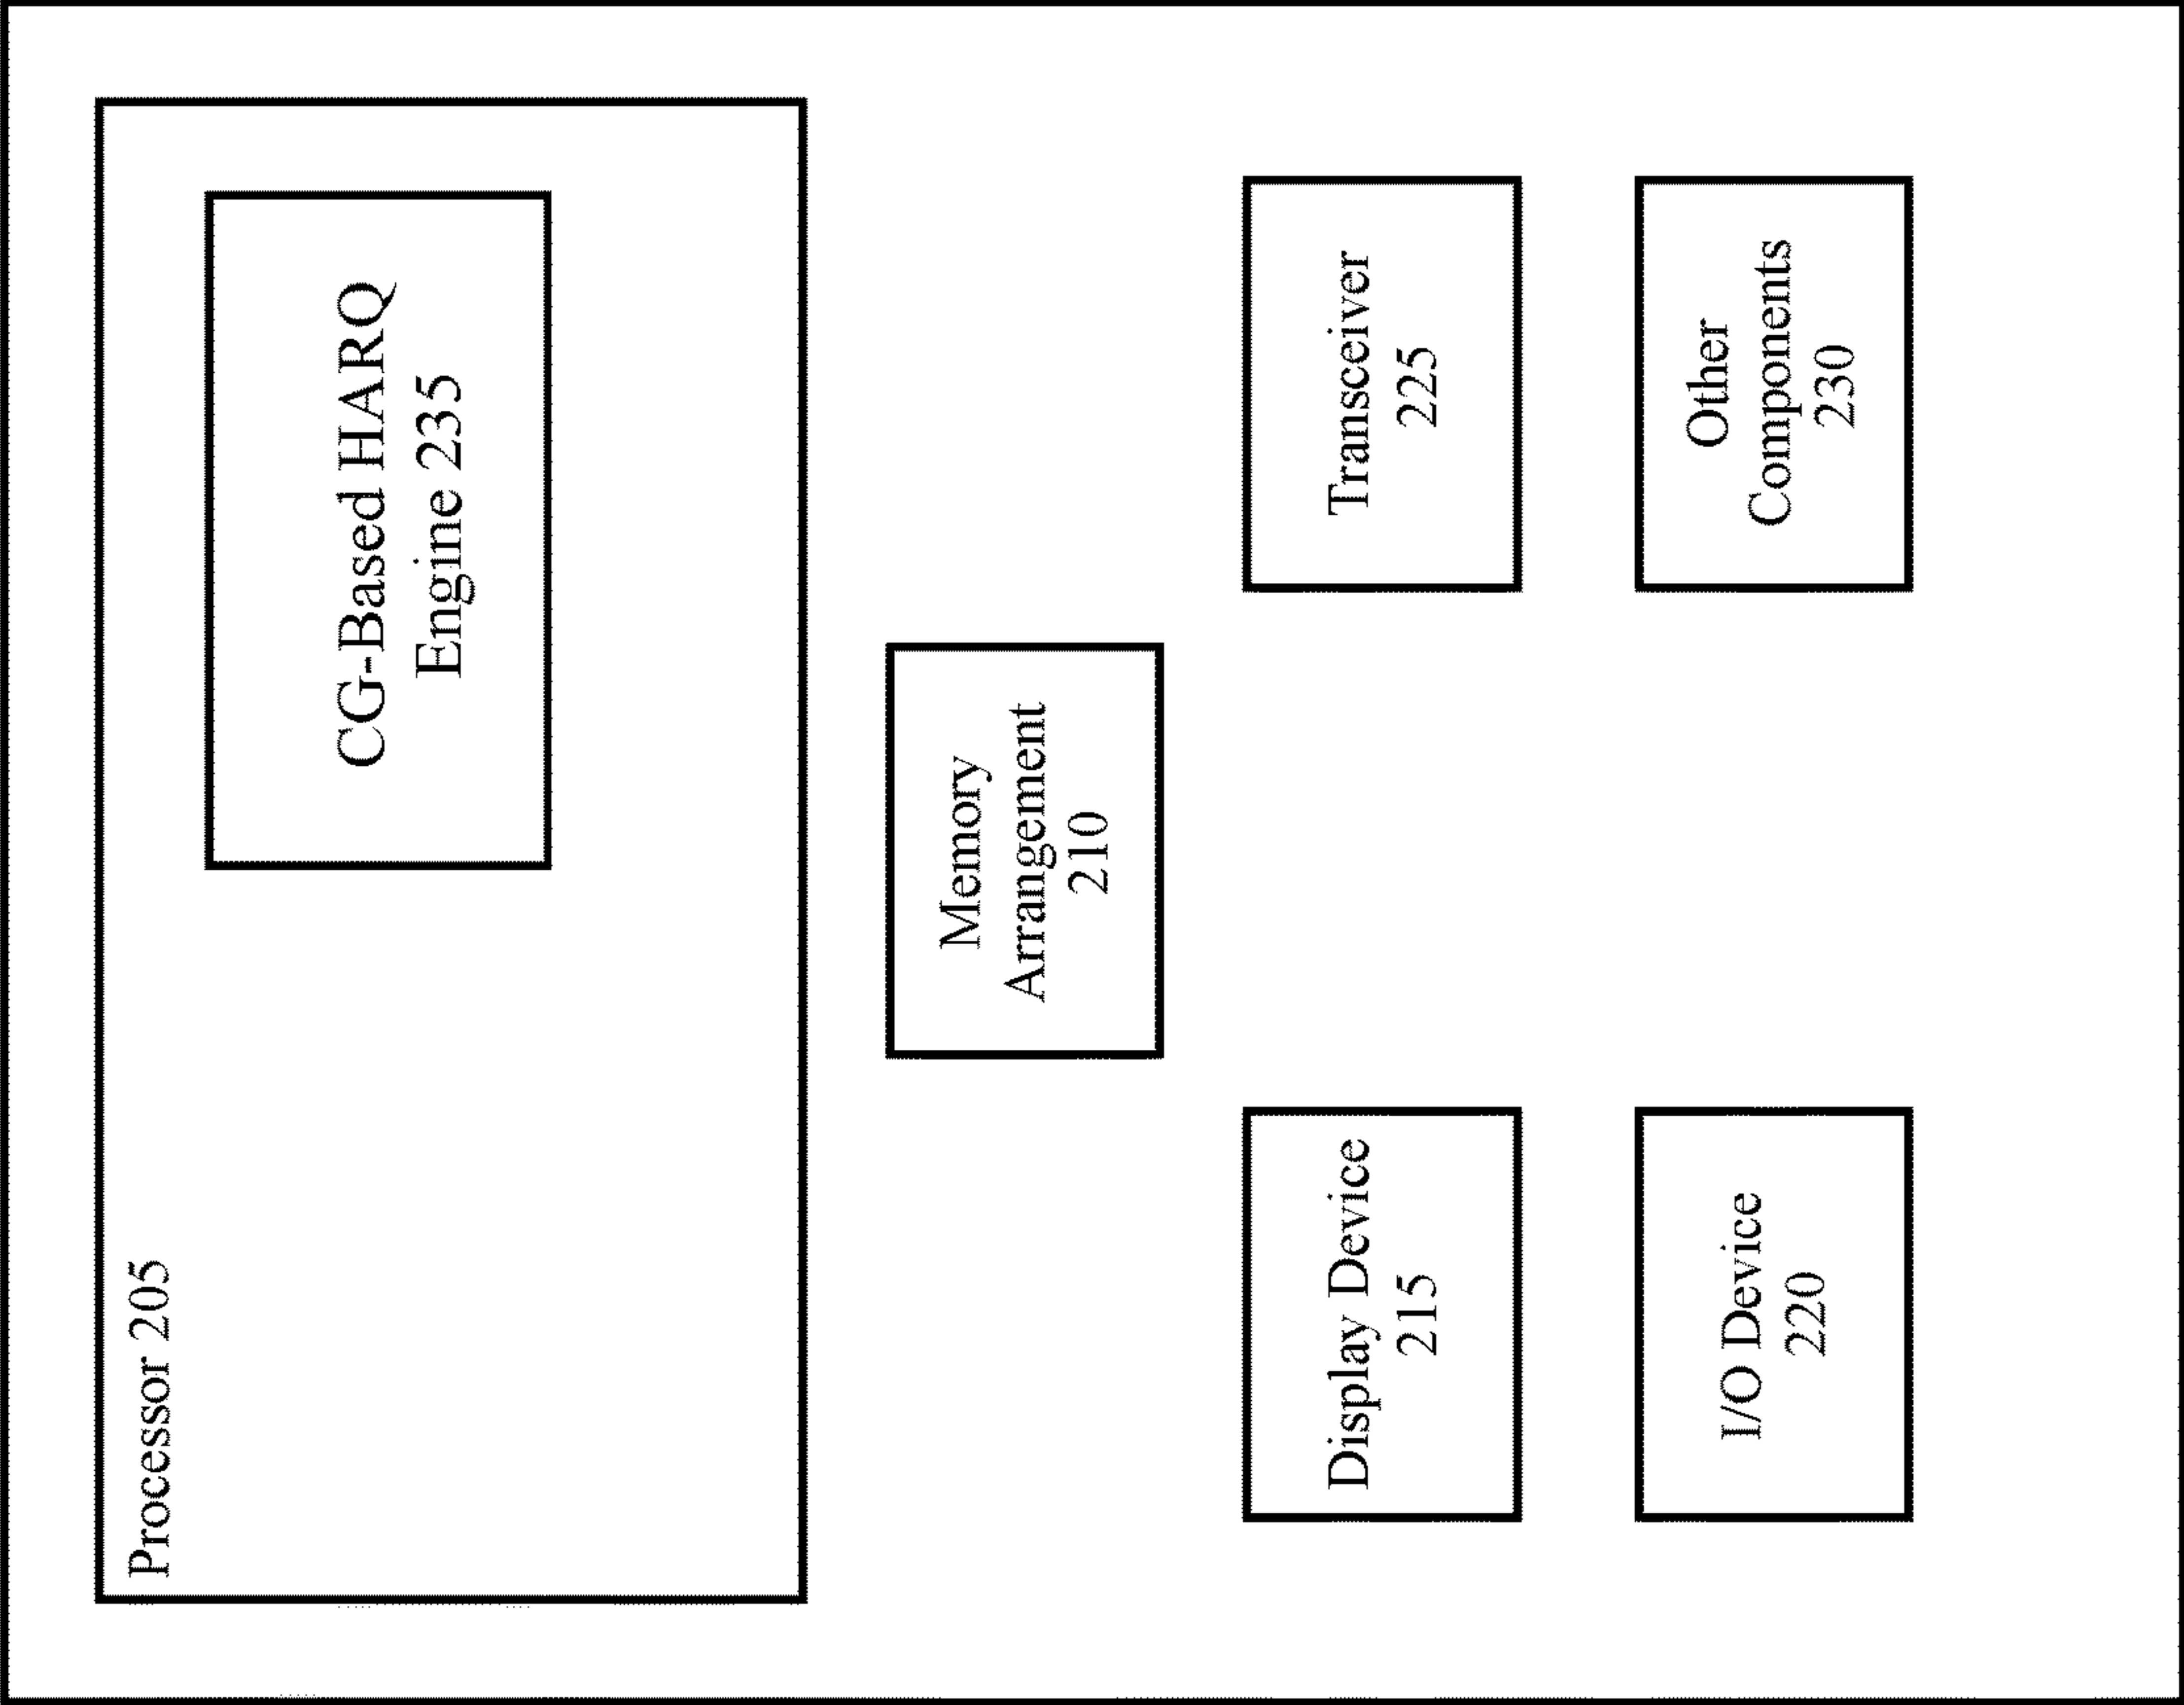 Processor 205
CG-Based HARQ
Engine 235
Memory
Arrangement
210
Display Device
215
Transceiver
225
I/O Device
220
Other
Components
230